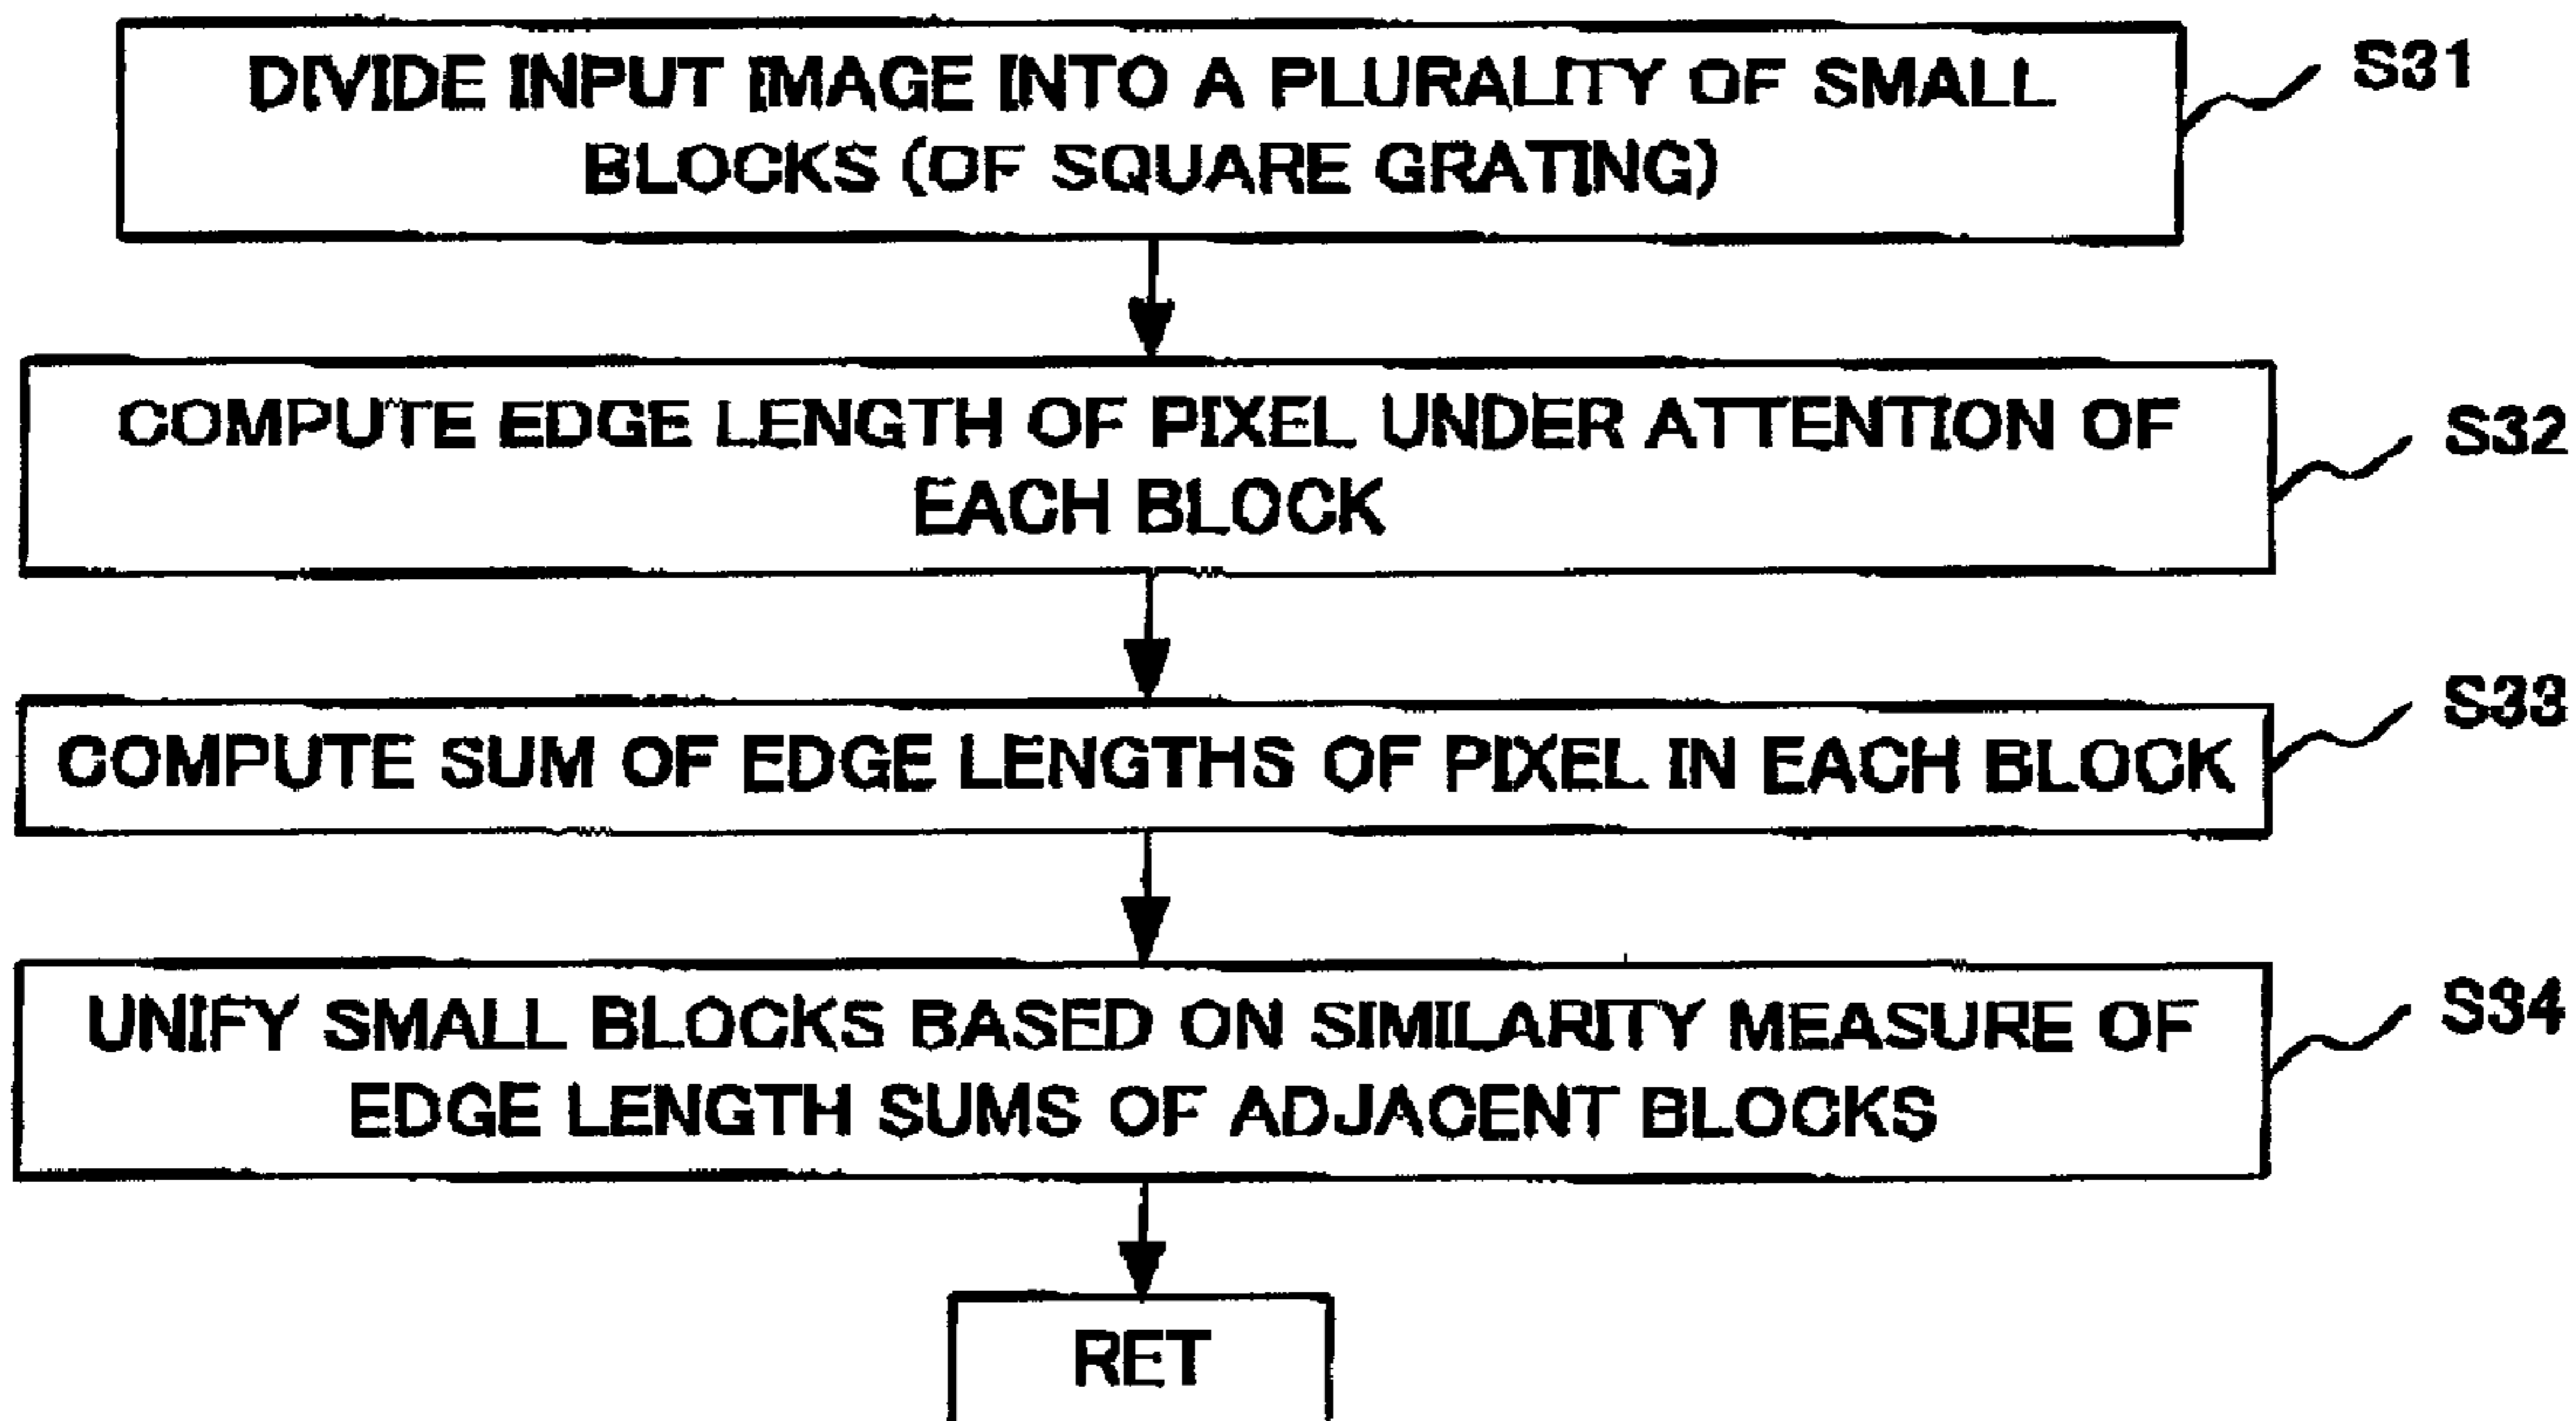 DIVIDE INPUT IMAGE INTO A PLURALITY OF SMALL
BLOCKS (OF SQUARE GRATING)
S31
COMPUTE EDGE LENGTH OF PIXEL UNDER ATTENTION OF
EACH BLOCK
S32
COMPUTE SUM OF EDGE LENGTHS OF PIXEL IN EACH BLOCK
S33
UNIFY SMALL BLOCKS BASED ON SIMILARITY MEASURE OF
EDGE LENGTH SUMS OF ADJACENT BLOCKS
S34
RET